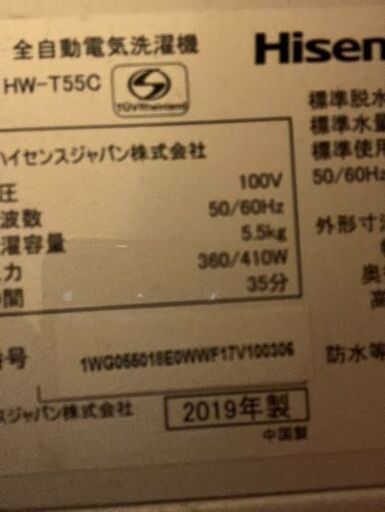 全自動電気洗濯機 Hisen
HW-T55C
TÜVRheinland
標準脱水
標準水量
標準使用
50/60Hz
ハイセンスジャパン株式会社
圧 100V
波数 50/60Hz
濯容量 5.5kg
力 360/410W
時間 35分
外形寸法
奥
高
番号 1WG055018E0WWF17V100305
防水等
スジャパン株式会社 2019年製
中国製